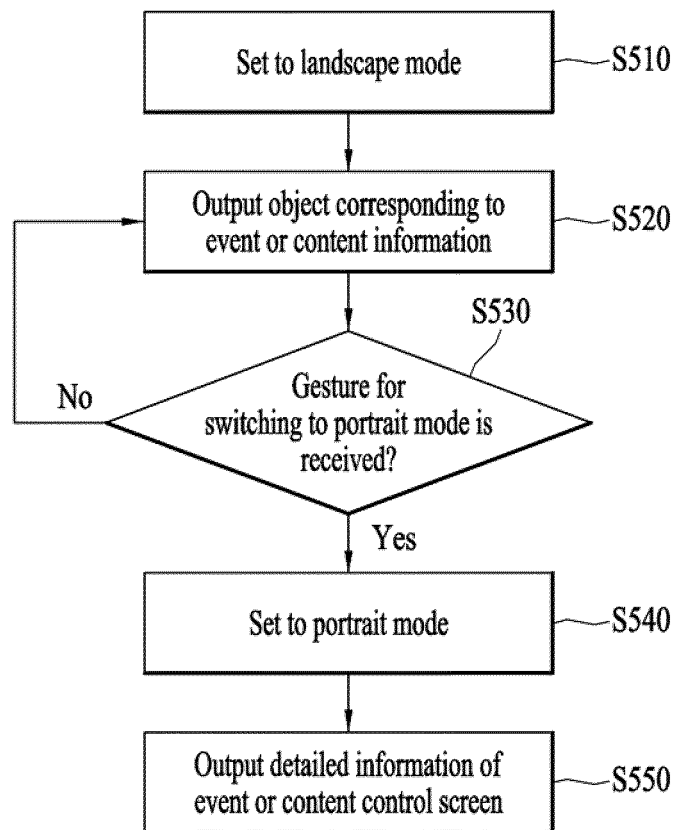 Set to landscape mode
S510
Output object corresponding to
event or content information
S520
S530
Gesture for
switching to portrait mode is
received?
No
Yes
Set to portrait mode
S540
Output detailed information of
event or content control screen
S550